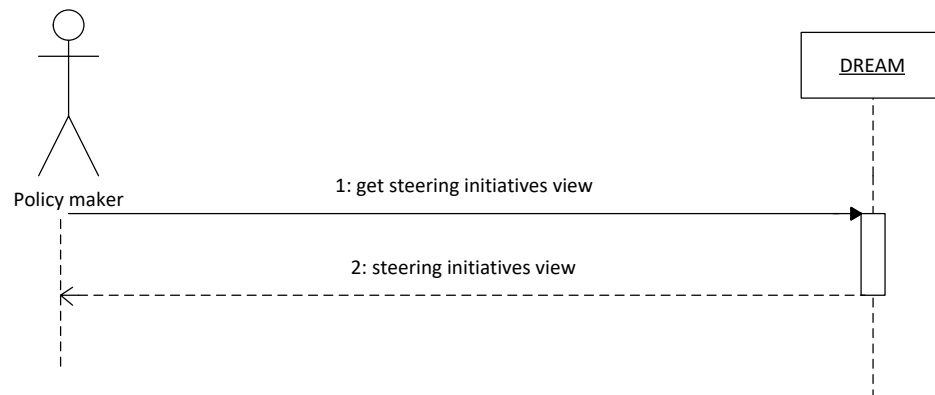 DREAM
Policy maker
1: get steering initiatives view
2: steering initiatives view